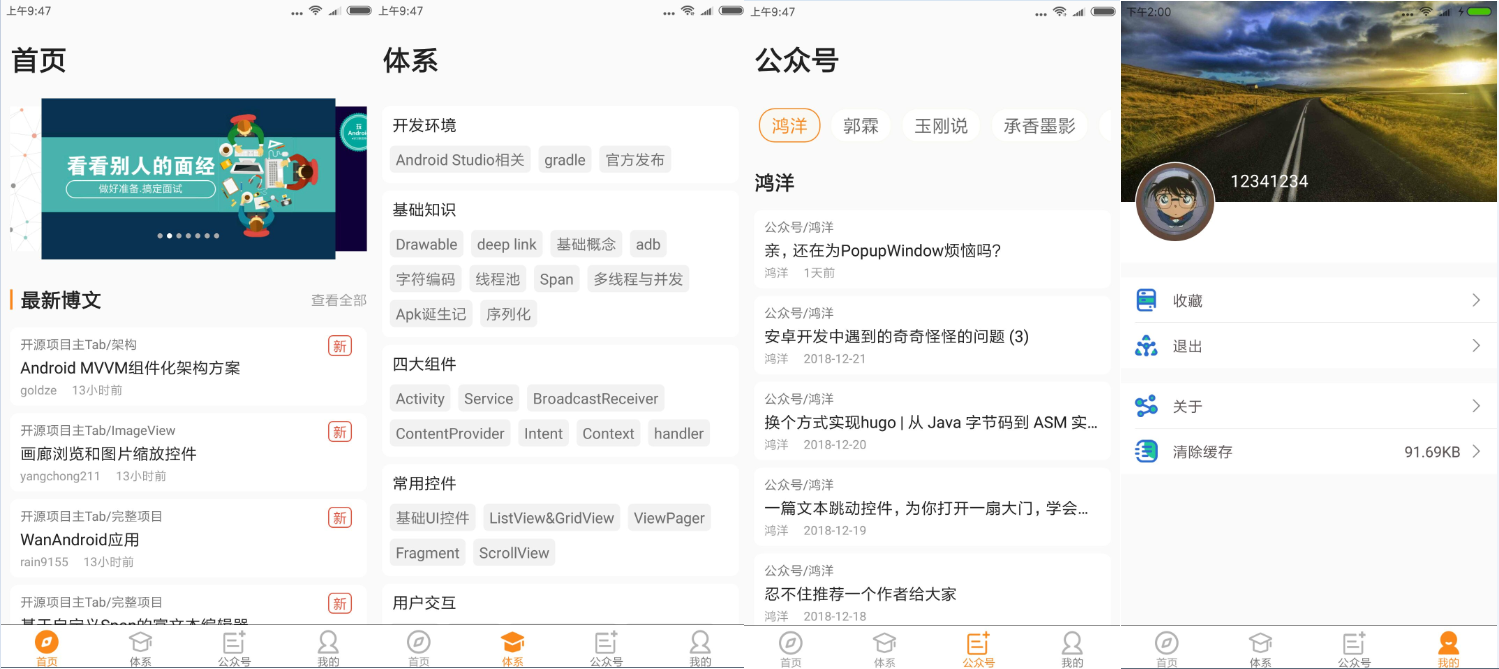 上午9:47
首页
看看别人的面经
做好准备.搞定面试
最新博文
查看全部
开源项目主Tab/架构
新
Android MVVM组件化架构方案
goldze 13小时前
开源项目主Tab/ImageView
新
画廊浏览和图片缩放控件
yangchong211 13小时前
开源项目主Tab/完整项目
新
WanAndroid应用
rain9155 13小时前
开源项目主Tab/完整项目
新
基于自定义Span的富文本编辑器
首页 体系 公众号 我的
上午9:47
体系
开发环境
Android Studio相关 gradle 官方发布
基础知识
Drawable deep link 基础概念 adb
字符编码 线程池 Span 多线程与并发
Apk诞生记 序列化
四大组件
Activity Service BroadcastReceiver
ContentProvider Intent Context handler
常用控件
基础UI控件 ListView&GridView ViewPager
Fragment ScrollView
用户交互
首页 体系 公众号 我的
上午9:47
公众号
鸿洋 郭霖 玉刚说 承香墨影
鸿洋
公众号/鸿洋
亲，还在为PopupWindow烦恼吗?
鸿洋 1天前
公众号/鸿洋
安卓开发中遇到的奇奇怪怪的问题 (3)
鸿洋 2018-12-21
公众号/鸿洋
换个方式实现hugo | 从 Java 字节码到 ASM 实...
鸿洋 2018-12-20
公众号/鸿洋
一篇文本跳动控件，为你打开一扇大门，学会...
鸿洋 2018-12-19
公众号/鸿洋
忍不住推荐一个作者给大家
鸿洋 2018-12-18
首页 体系 公众号 我的
下午2:00
12341234
收藏
退出
关于
清除缓存 91.69KB
首页 体系 公众号 我的